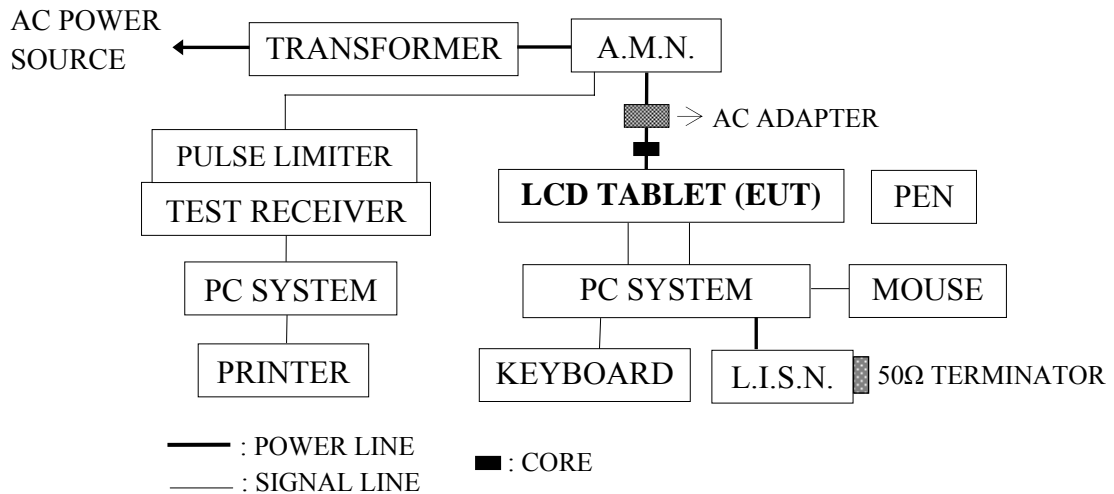 AC POWER
SOURCE
TRANSFORMER
A.M.N.
AC ADAPTER
PULSE LIMITER
TEST RECEIVER
LCD TABLET (EUT)
PEN
PC SYSTEM
PC SYSTEM
MOUSE
PRINTER
KEYBOARD
L.I.S.N.
50Ω TERMINATOR
: POWER LINE
: SIGNAL LINE
: CORE